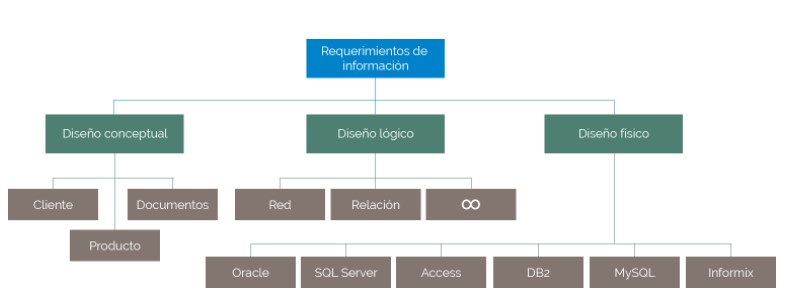 Requerimientos de
información
Diseño conceptual
Diseño lógico
Diseño físico
Cliente
Documentos
Red
Relación
∞
Producto
Oracle
SQL Server
Access
DB2
MySQL
Informix